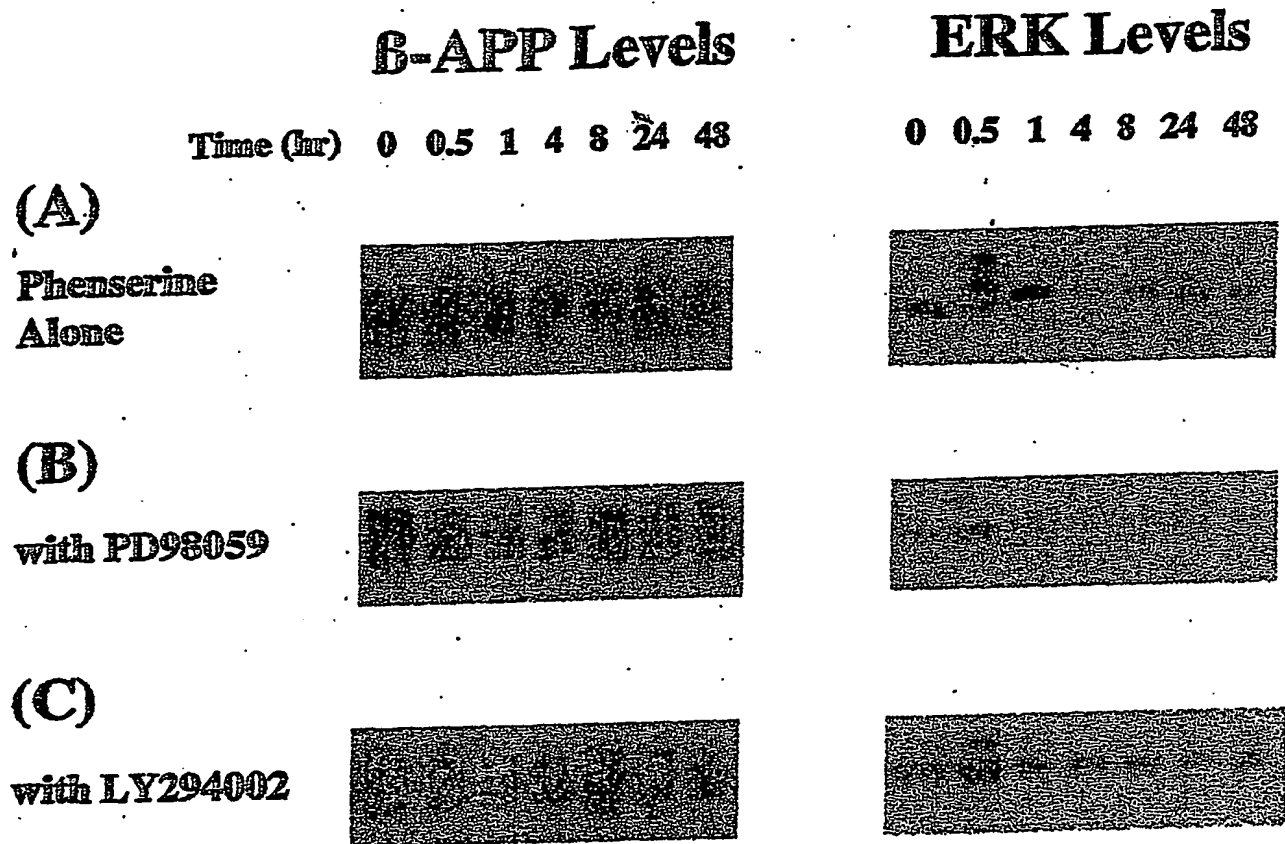 ß-APP Levels
ERK Levels
Time (hr) 0 0.5 1 4 8 24 48
0 0.5 1 4 8 24 48
(A)
Phenserine
Alone
(B)
with PD98059
(C)
with LY294002